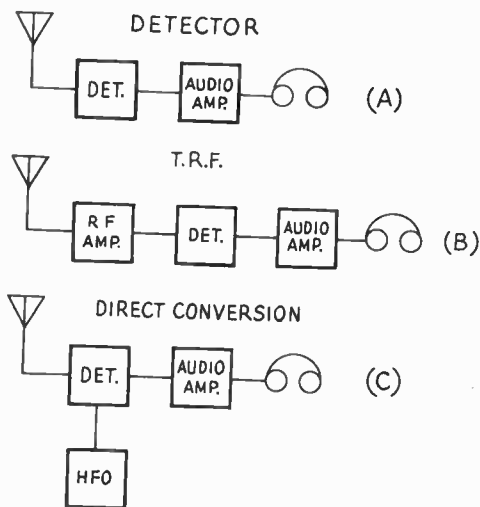 DETECTOR
DET.
AUDIO
AMP.
(A)
T.R.F.
RF
AMP.
DET.
AUDIO
AMP.
(B)
DIRECT CONVERSION
DET.
AUDIO
AMP.
(C)
HFO